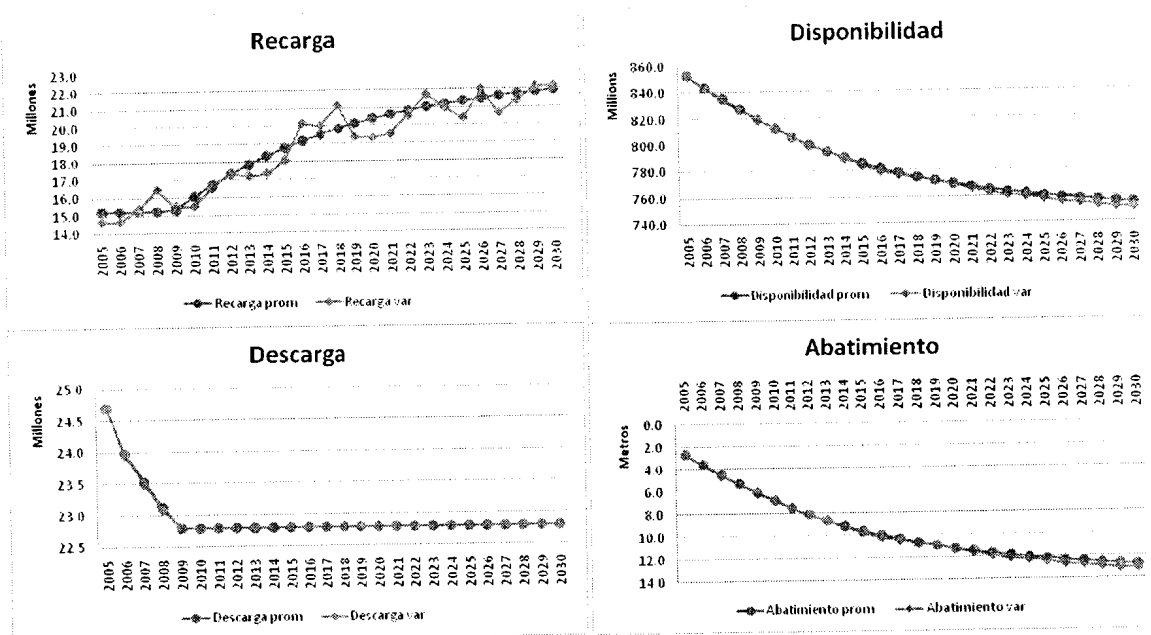 Recarga
Millones
23.0
22.0
21.0
20.0
19.0
18.0
17.0
16.0
15.0
14.0
2005 2006 2007 2008 2009 2010 2011 2012 2013 2014 2015 2016 2017 2018 2019 2020 2021 2022 2023 2024 2025 2026 2027 2028 2029 2030
Recarga prom Recarga var
Disponibilidad
Millions
860.0
840.0
820.0
800.0
780.0
760.0
740.0
2005 2006 2007 2008 2009 2010 2011 2012 2013 2014 2015 2016 2017 2018 2019 2020 2021 2022 2023 2024 2025 2026 2027 2028 2029 2030
Disponibilidad prom Disponibilidad var
Descarga
Millones
25.0
24.5
24.0
23.5
23.0
22.5
2005 2006 2007 2008 2009 2010 2011 2012 2013 2014 2015 2016 2017 2018 2019 2020 2021 2022 2023 2024 2025 2026 2027 2028 2029 2030
Descarga prom Descarga var
Abatimiento
2005 2006 2007 2008 2009 2010 2011 2012 2013 2014 2015 2016 2017 2018 2019 2020 2021 2022 2023 2024 2025 2026 2027 2028 2029 2030
Metros
0.0
2.0
4.0
6.0
8.0
10.0
12.0
14.0
Abatimiento prom Abatimiento var